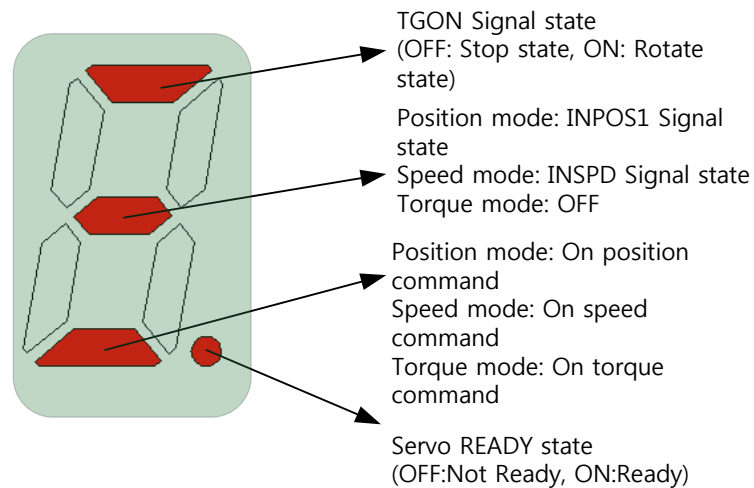 TGON Signal state
(OFF: Stop state, ON: Rotate
state)
Position mode: INPOS1 Signal
state
Speed mode: INSPD Signal state
Torque mode: OFF
Position mode: On position
command
Speed mode: On speed
command
Torque mode: On torque
command
Servo READY state
(OFF:Not Ready, ON:Ready)